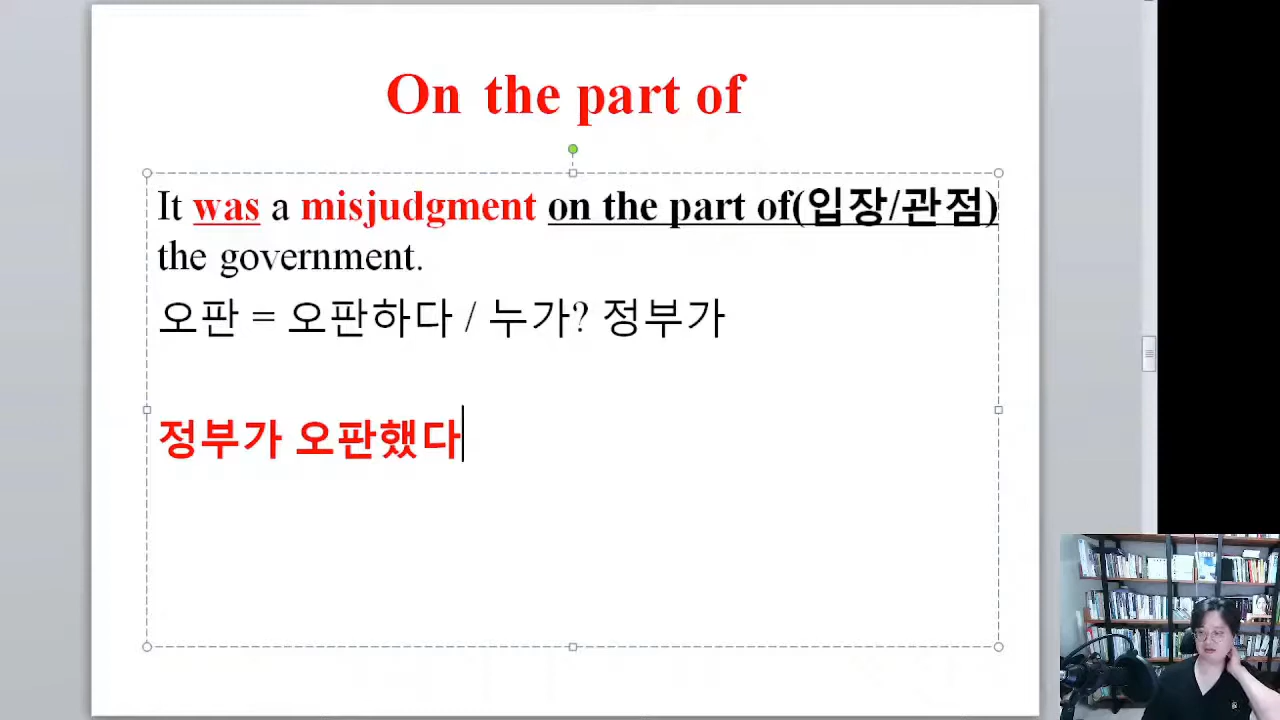 On the part of
It was a misjudgment on the part of(입장/관점)
the government.
오판 = 오판하다 / 누가? 정부가
정부가 오판했다